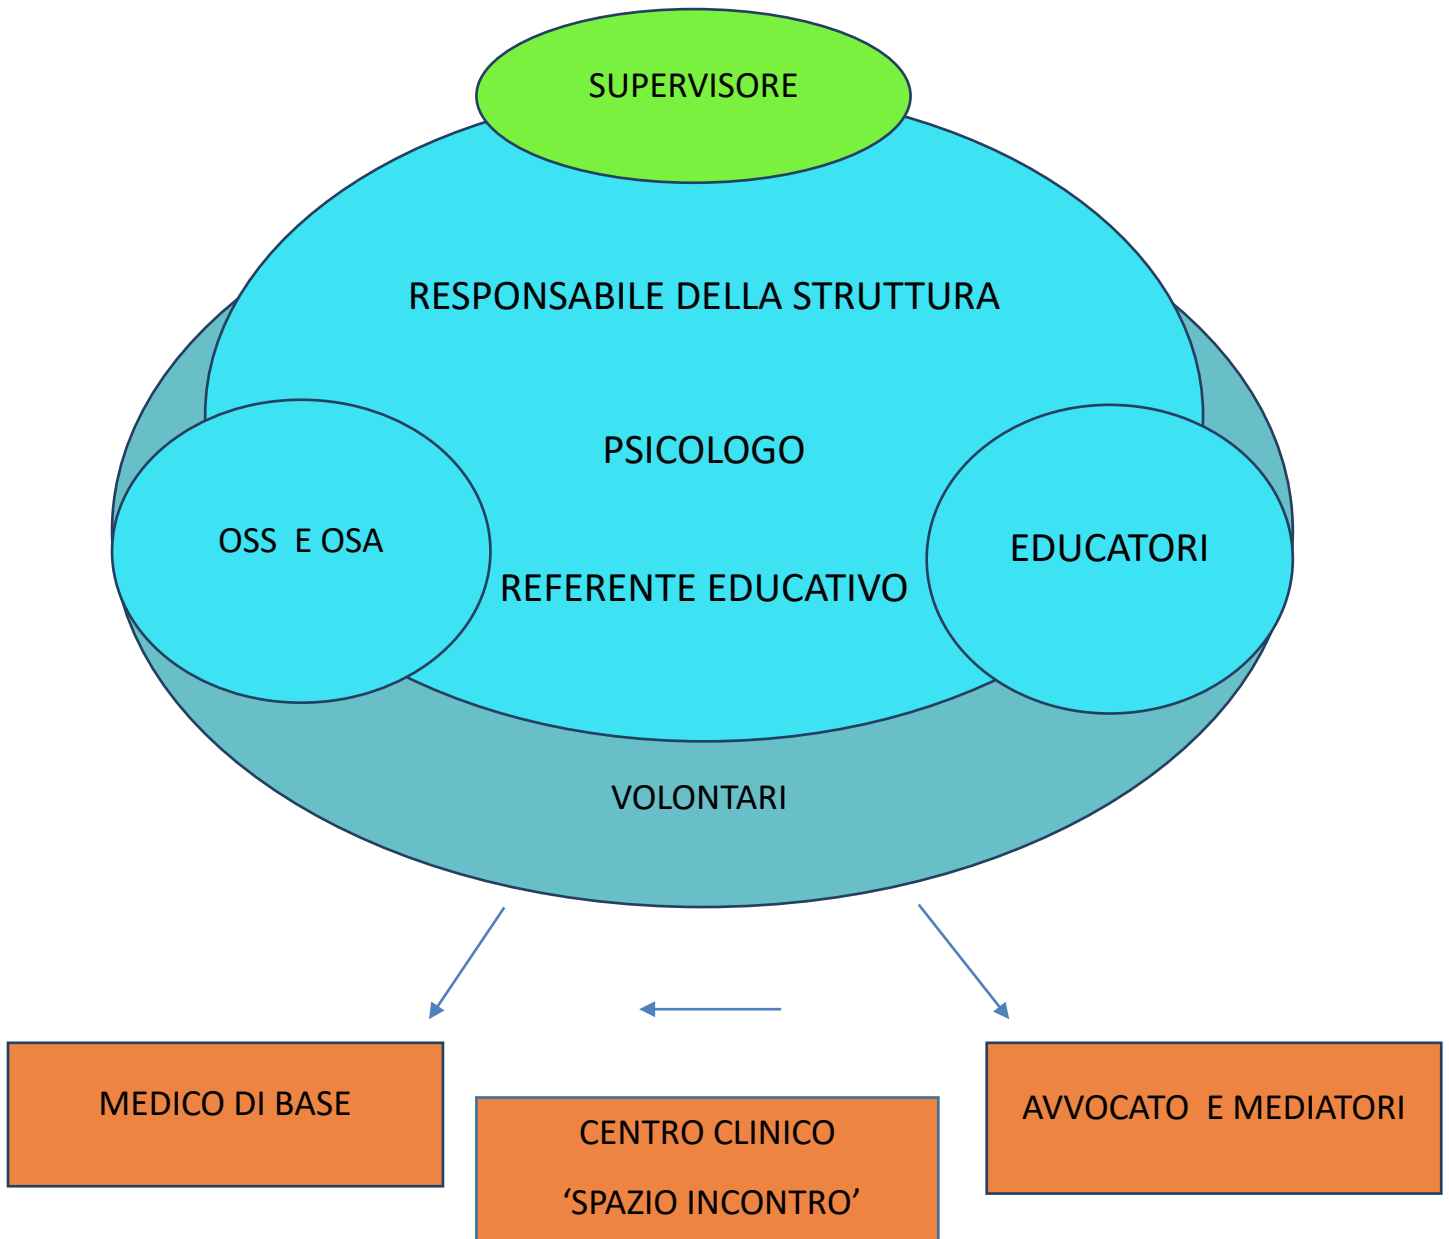 SUPERVISORE
RESPONSABILE DELLA STRUTTURA
PSICOLOGO
OSS E OSA
EDUCATORI
REFERENTE EDUCATIVO
VOLONTARI
MEDICO DI BASE
AVVOCATO E MEDIATORI
CENTRO CLINICO
‘SPAZIO INCONTRO’